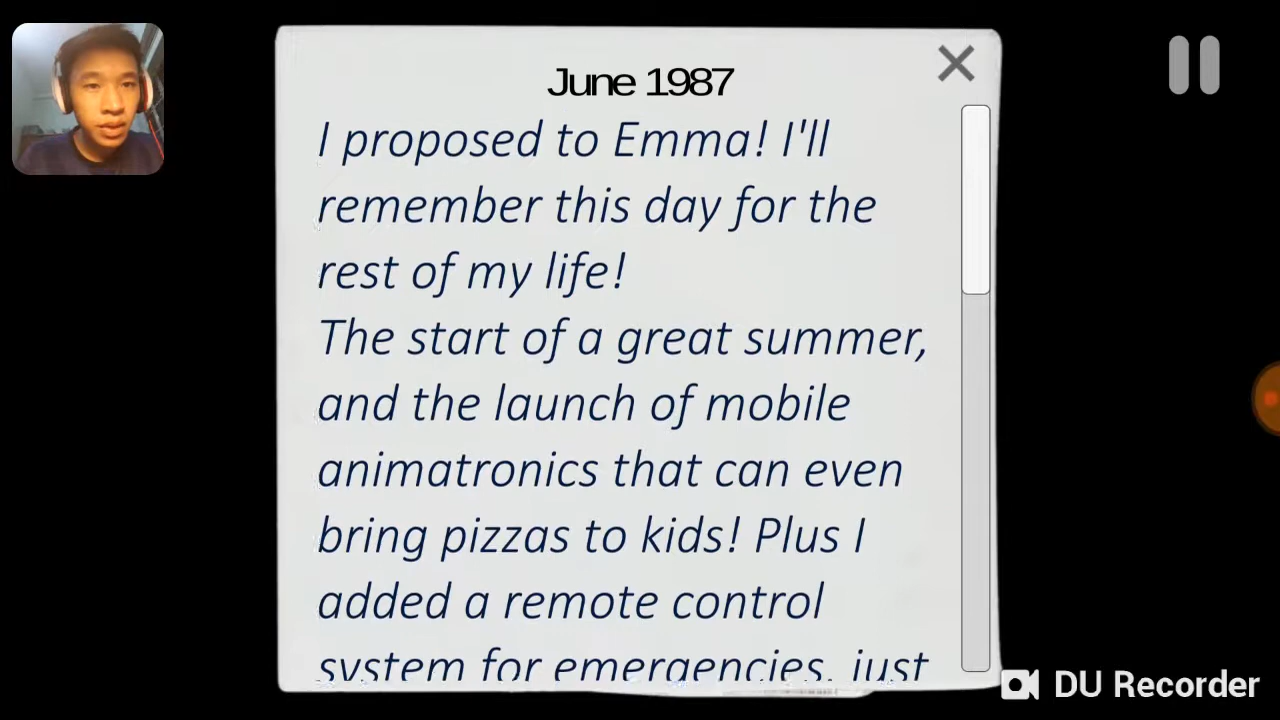 June 1987
I proposed to Emma! I'll
remember this day for the
rest of my life!
The start of a great summer,
and the launch of mobile
animatronics that can even
bring pizzas to kids! Plus I
added a remote control
system for emergencies, just
DU Recorder